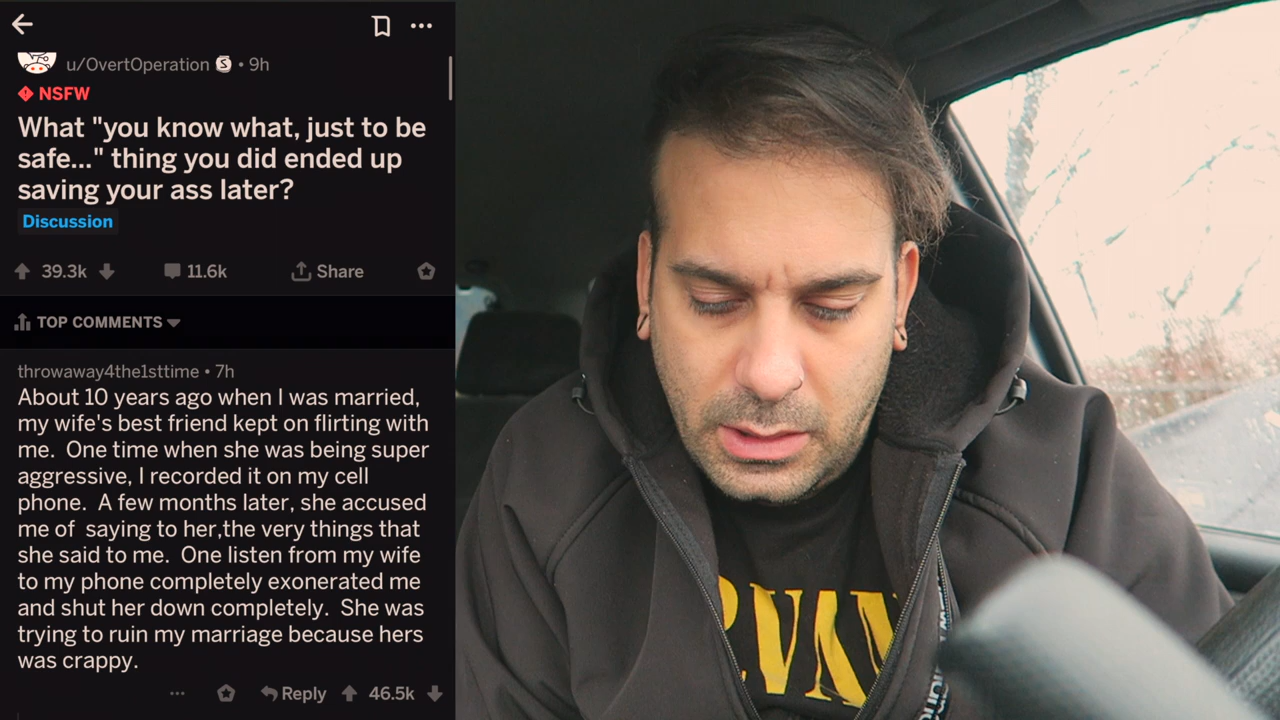 u/OvertOperation S • 9h
NSFW
What "you know what, just to be
safe..." thing you did ended up
saving your ass later?
Discussion
39.3k 11.6k Share
TOP COMMENTS
throwaway4the1sttime • 7h
About 10 years ago when I was married,
my wife's best friend kept on flirting with
me. One time when she was being super
aggressive, I recorded it on my cell
phone. A few months later, she accused
me of saying to her,the very things that
she said to me. One listen from my wife
to my phone completely exonerated me
and shut her down completely. She was
trying to ruin my marriage because hers
was crappy.
Reply 46.5k
RVAN